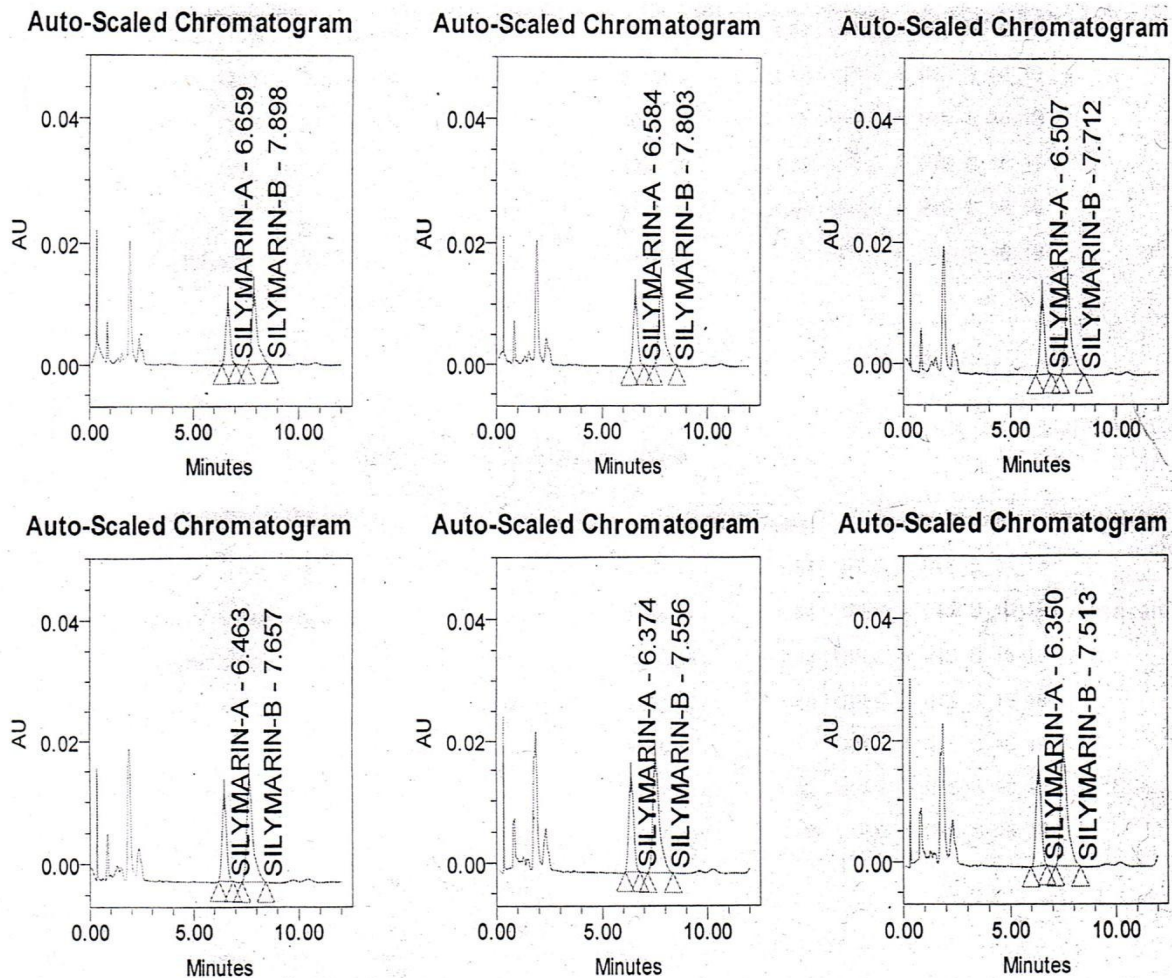 Auto-Scaled Chromatogram
AU
0.04
0.02
0.00
SILYMARIN-A - 6.659
SILYMARIN-B - 7.898
0.00 5.00 10.00
Minutes
Auto-Scaled Chromatogram
AU
0.04
0.02
0.00
SILYMARIN-A - 6.584
SILYMARIN-B - 7.803
0.00 5.00 10.00
Minutes
Auto-Scaled Chromatogram
AU
0.04
0.02
0.00
SILYMARIN-A - 6.507
SILYMARIN-B - 7.712
0.00 5.00 10.00
Minutes
Auto-Scaled Chromatogram
AU
0.04
0.02
0.00
SILYMARIN-A - 6.463
SILYMARIN-B - 7.657
0.00 5.00 10.00
Minutes
Auto-Scaled Chromatogram
AU
0.04
0.02
0.00
SILYMARIN-A - 6.374
SILYMARIN-B - 7.556
0.00 5.00 10.00
Minutes
Auto-Scaled Chromatogram
AU
0.04
0.02
0.00
SILYMARIN-A - 6.350
SILYMARIN-B - 7.513
0.00 5.00 10.00
Minutes